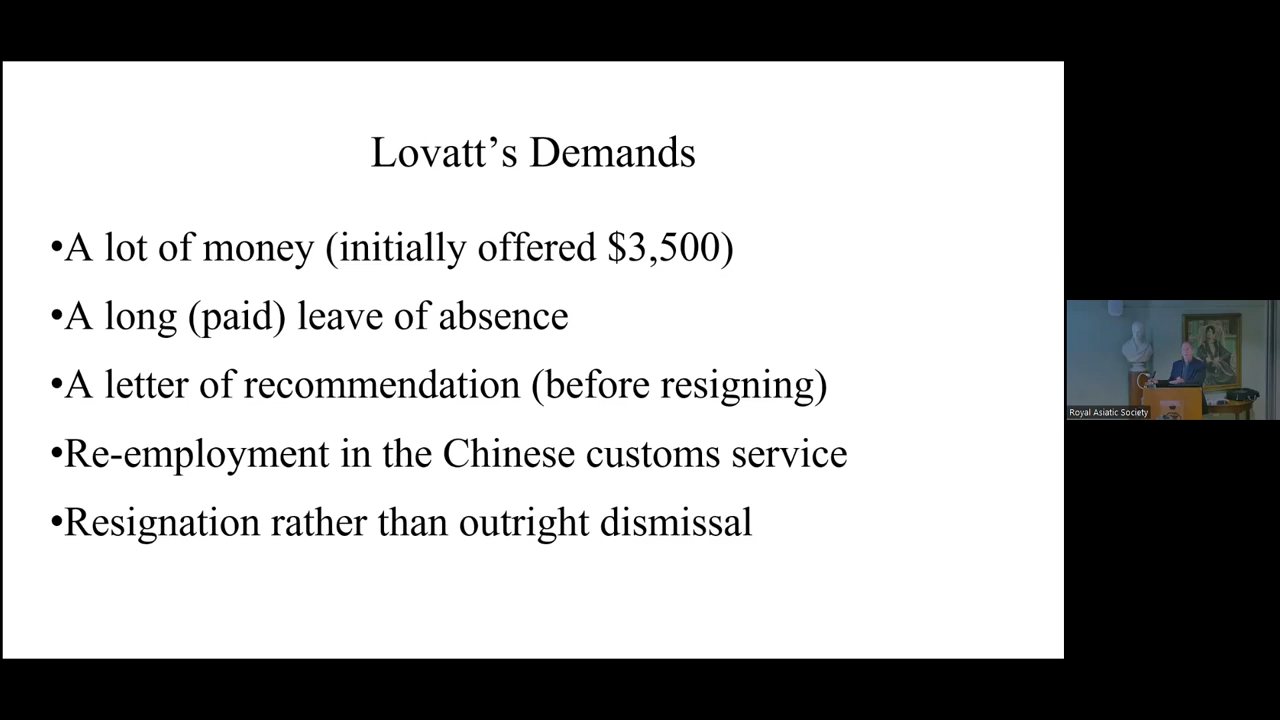 Lovatt’s Demands
•A lot of money (initially offered $3,500)
•A long (paid) leave of absence
•A letter of recommendation (before resigning)
•Re-employment in the Chinese customs service
•Resignation rather than outright dismissal
Royal Asiatic Society